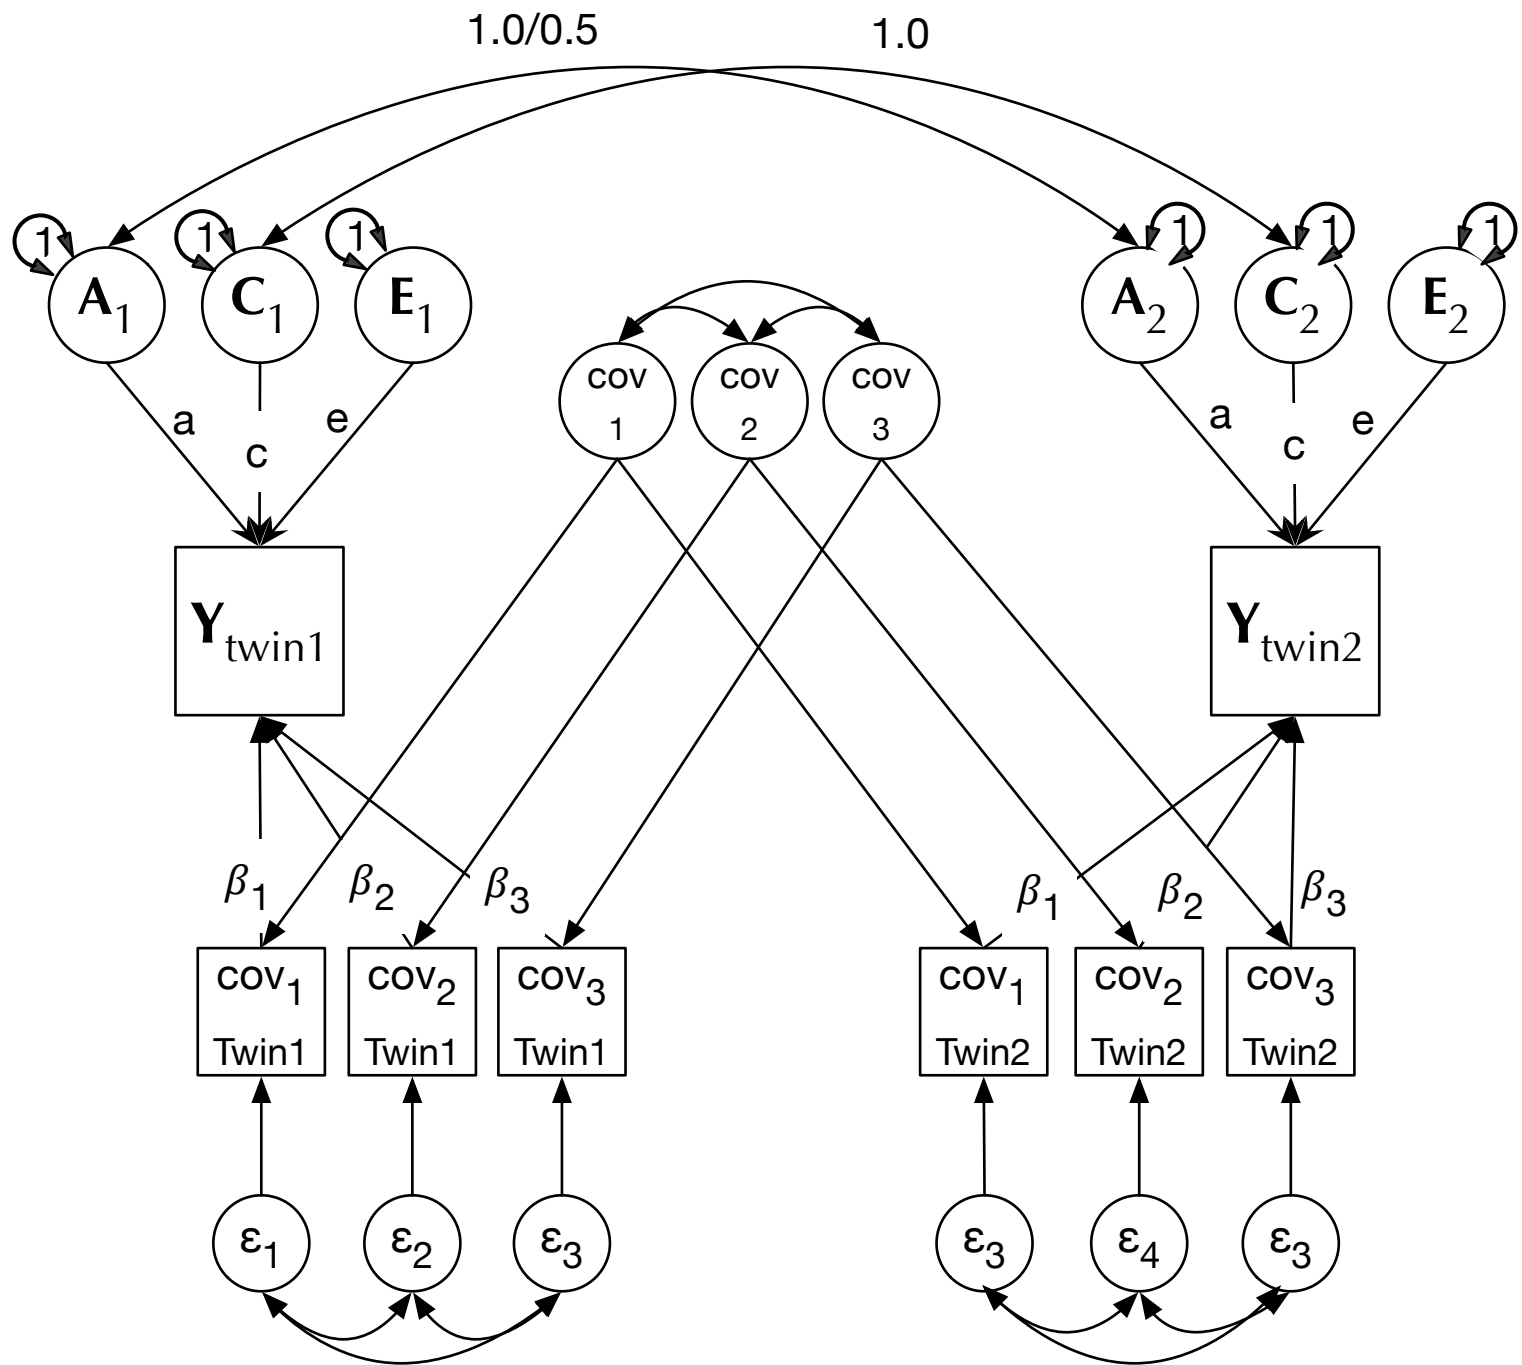 1.0/0.5 1.0
1 1 1 1 1 1
A1 C1 E1 A2 C2 E2
cov cov cov
1 2 3
a c e a c e
Ytwin1 Ytwin2
β1 β2 β3 β1 β2 β3
cov1 cov2 cov3 cov1 cov2 cov3
Twin1 Twin1 Twin1 Twin2 Twin2 Twin2
ε1 ε2 ε3 ε3 ε4 ε3